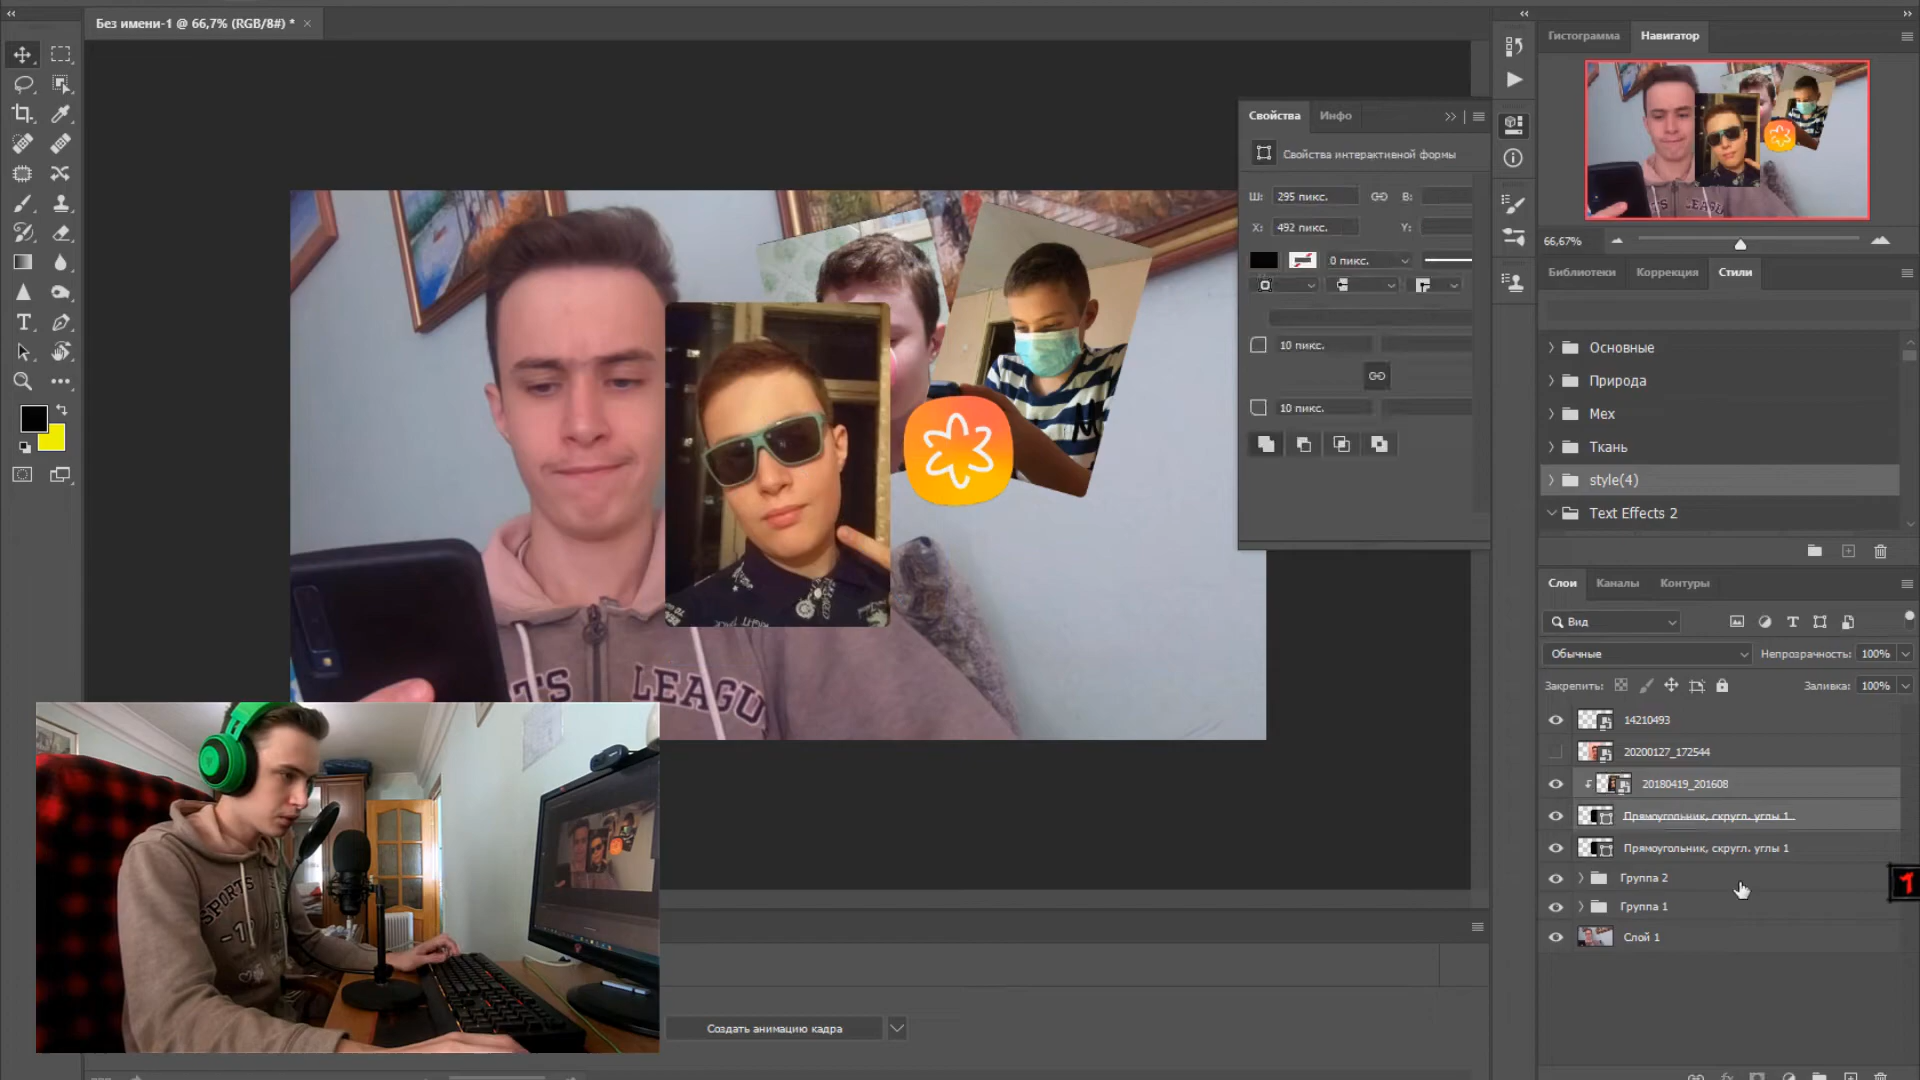 Без имени-1 @ 66,7% (RGB/8#) *
Гистограмма Навигатор
66,67%
Свойства Инфо
Свойства интерактивной формы
Ш: 295 пикс. В:
X: 492 пикс. Y:
0 пикс.
10 пикс.
10 пикс.
Библиотеки Коррекция Стили
Основные
Природа
Мех
Ткань
style(4)
Text Effects 2
Слои Каналы Контуры
Вид
Обычные Непрозрачность: 100%
Закрепить: Заливка: 100%
14210493
20200127_172544
20180419_201608
Прямоугольник, скругл. углы 1
Прямоугольник, скругл. углы 1
Группа 2
Группа 1
Слой 1
LEAGU
SPORTS
Создать анимацию кадра